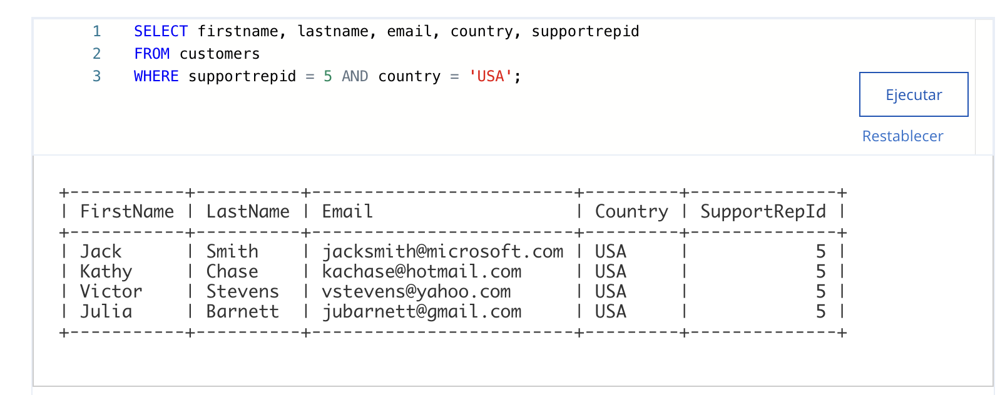 1 SELECT firstname, lastname, email, country, supportrepid
2 FROM customers
3 WHERE supportrepid = 5 AND country = 'USA';
Ejecutar
Restablecer
+-----------+----------+-------------------------+---------+--------------+
| FirstName | LastName | Email                   | Country | SupportRepId |
+-----------+----------+-------------------------+---------+--------------+
| Jack      | Smith    | jacksmith@microsoft.com | USA     |            5 |
| Kathy     | Chase    | kachase@hotmail.com     | USA     |            5 |
| Victor    | Stevens  | vstevens@yahoo.com      | USA     |            5 |
| Julia     | Barnett  | jubarnett@gmail.com     | USA     |            5 |
+-----------+----------+-------------------------+---------+--------------+